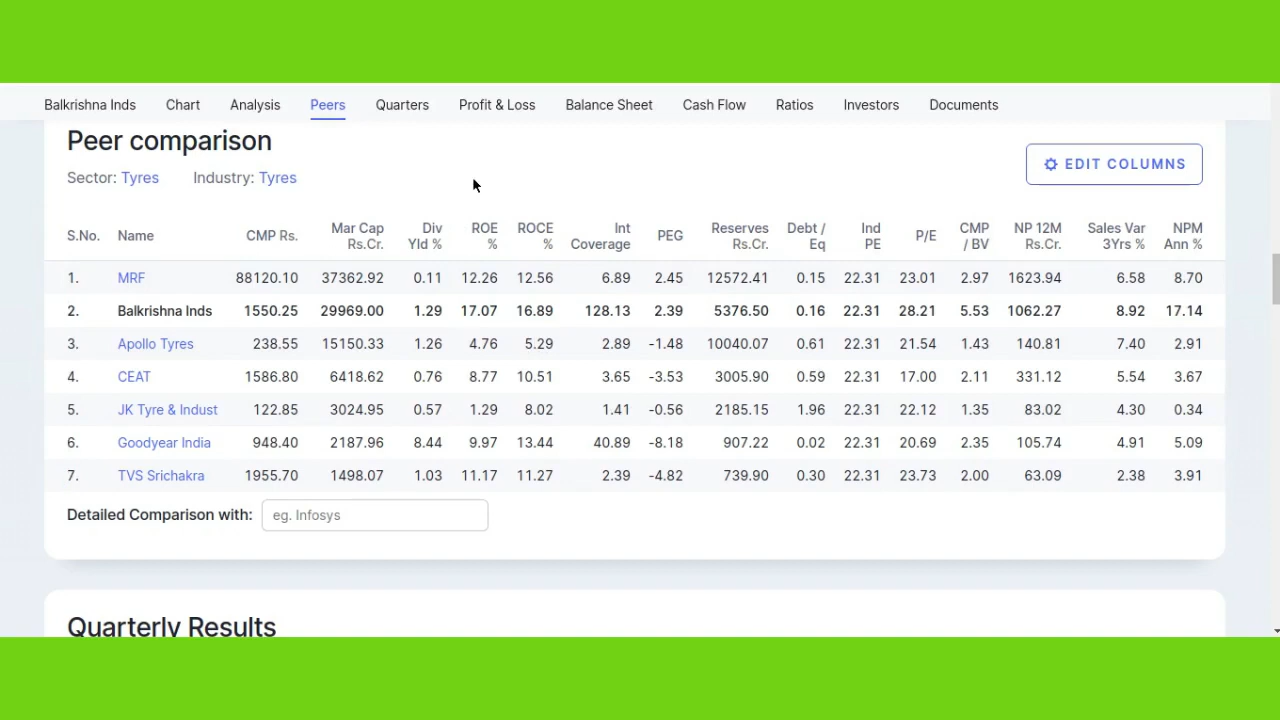 Balkrishna Inds Chart Analysis Peers Quarters Profit & Loss Balance Sheet Cash Flow Ratios Investors Documents
Peer comparison
Sector: Tyres Industry: Tyres
EDIT COLUMNS
S.No. Name CMP Rs. Mar Cap Rs.Cr. Div Yld % ROE % ROCE % Int Coverage PEG Reserves Rs.Cr. Debt / Eq Ind PE P/E CMP / BV NP 12M Rs.Cr. Sales Var 3Yrs % NPM Ann %
1. MRF 88120.10 37362.92 0.11 12.26 12.56 6.89 2.45 12572.41 0.15 22.31 23.01 2.97 1623.94 6.58 8.70
2. Balkrishna Inds 1550.25 29969.00 1.29 17.07 16.89 128.13 2.39 5376.50 0.16 22.31 28.21 5.53 1062.27 8.92 17.14
3. Apollo Tyres 238.55 15150.33 1.26 4.76 5.29 2.89 -1.48 10040.07 0.61 22.31 21.54 1.43 140.81 7.40 2.91
4. CEAT 1586.80 6418.62 0.76 8.77 10.51 3.65 -3.53 3005.90 0.59 22.31 17.00 2.11 331.12 5.54 3.67
5. JK Tyre & Indust 122.85 3024.95 0.57 1.29 8.02 1.41 -0.56 2185.15 1.96 22.31 22.12 1.35 83.02 4.30 0.34
6. Goodyear India 948.40 2187.96 8.44 9.97 13.44 40.89 -8.18 907.22 0.02 22.31 20.69 2.35 105.74 4.91 5.09
7. TVS Srichakra 1955.70 1498.07 1.03 11.17 11.27 2.39 -4.82 739.90 0.30 22.31 23.73 2.00 63.09 2.38 3.91
Detailed Comparison with: eg. Infosys
Quarterly Results